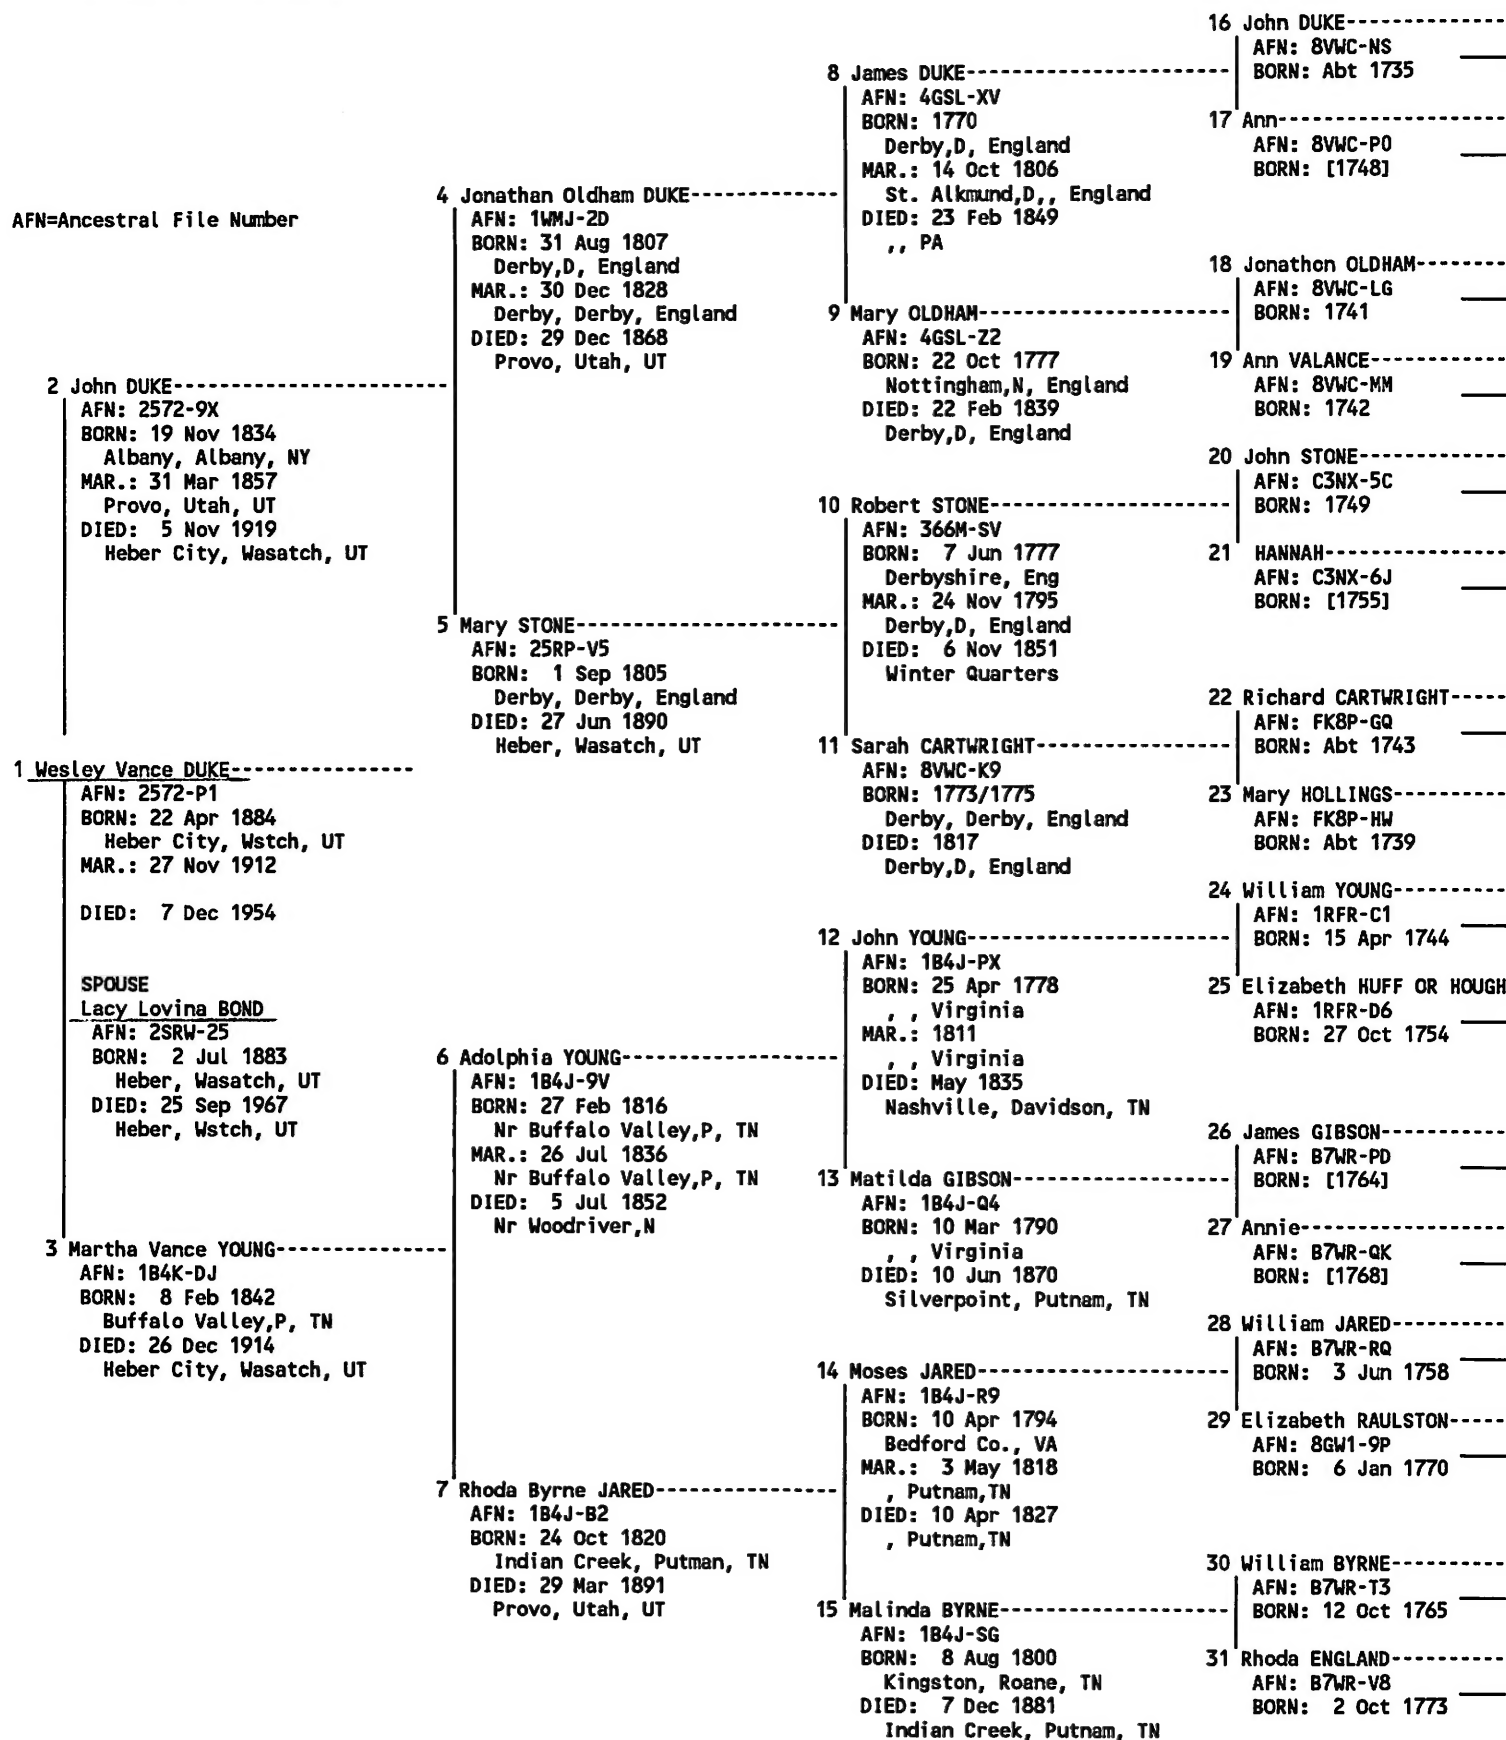 AFN=Ancestral File Number
1 Wesley Vance DUKE---------------
AFN: 2572-P1
BORN: 22 Apr 1884
Heber City, Wstch, UT
MAR.: 27 Nov 1912
DIED: 7 Dec 1954
SPOUSE
Lacy Lovina BOND
AFN: 2SRW-25
BORN: 2 Jul 1883
Heber, Wasatch, UT
DIED: 25 Sep 1967
Heber, Wstch, UT
2 John DUKE-----------------------
AFN: 2572-9X
BORN: 19 Nov 1834
Albany, Albany, NY
MAR.: 31 Mar 1857
Provo, Utah, UT
DIED: 5 Nov 1919
Heber City, Wasatch, UT
3 Martha Vance YOUNG--------------
AFN: 1B4K-DJ
BORN: 8 Feb 1842
Buffalo Valley,P, TN
DIED: 26 Dec 1914
Heber City, Wasatch, UT
4 Jonathan Oldham DUKE------------
AFN: 1WMJ-2D
BORN: 31 Aug 1807
Derby,D, England
MAR.: 30 Dec 1828
Derby, Derby, England
DIED: 29 Dec 1868
Provo, Utah, UT
5 Mary STONE----------------------
AFN: 25RP-V5
BORN: 1 Sep 1805
Derby, Derby, England
DIED: 27 Jun 1890
Heber, Wasatch, UT
6 Adolphia YOUNG------------------
AFN: 1B4J-9V
BORN: 27 Feb 1816
Nr Buffalo Valley,P, TN
MAR.: 26 Jul 1836
Nr Buffalo Valley,P, TN
DIED: 5 Jul 1852
Nr Woodriver,N
7 Rhoda Byrne JARED---------------
AFN: 1B4J-B2
BORN: 24 Oct 1820
Indian Creek, Putman, TN
DIED: 29 Mar 1891
Provo, Utah, UT
8 James DUKE----------------------
AFN: 4GSL-XV
BORN: 1770
Derby,D, England
MAR.: 14 Oct 1806
St. Alkmund,D,, England
DIED: 23 Feb 1849
,, PA
9 Mary OLDHAM---------------------
AFN: 4GSL-Z2
BORN: 22 Oct 1777
Nottingham,N, England
DIED: 22 Feb 1839
Derby,D, England
10 Robert STONE--------------------
AFN: 366M-SV
BORN: 7 Jun 1777
Derbyshire, Eng
MAR.: 24 Nov 1795
Derby,D, England
DIED: 6 Nov 1851
Winter Quarters
11 Sarah CARTWRIGHT----------------
AFN: 8VWC-K9
BORN: 1773/1775
Derby, Derby, England
DIED: 1817
Derby,D, England
12 John YOUNG----------------------
AFN: 1B4J-PX
BORN: 25 Apr 1778
, , Virginia
MAR.: 1811
, , Virginia
DIED: May 1835
Nashville, Davidson, TN
13 Matilda GIBSON------------------
AFN: 1B4J-Q4
BORN: 10 Mar 1790
, , Virginia
DIED: 10 Jun 1870
Silverpoint, Putnam, TN
14 Moses JARED---------------------
AFN: 1B4J-R9
BORN: 10 Apr 1794
Bedford Co., VA
MAR.: 3 May 1818
, Putnam,TN
DIED: 10 Apr 1827
, Putnam,TN
15 Malinda BYRNE-------------------
AFN: 1B4J-SG
BORN: 8 Aug 1800
Kingston, Roane, TN
DIED: 7 Dec 1881
Indian Creek, Putnam, TN
16 John DUKE--------------
AFN: 8VWC-NS
BORN: Abt 1735
17 Ann--------------------
AFN: 8VWC-P0
BORN: [1748]
18 Jonathon OLDHAM--------
AFN: 8VWC-LG
BORN: 1741
19 Ann VALANCE------------
AFN: 8VWC-MM
BORN: 1742
20 John STONE-------------
AFN: C3NX-5C
BORN: 1749
21 HANNAH----------------
AFN: C3NX-6J
BORN: [1755]
22 Richard CARTWRIGHT-----
AFN: FK8P-GQ
BORN: Abt 1743
23 Mary HOLLINGS----------
AFN: FK8P-HW
BORN: Abt 1739
24 William YOUNG----------
AFN: 1RFR-C1
BORN: 15 Apr 1744
25 Elizabeth HUFF OR HOUGH
AFN: 1RFR-D6
BORN: 27 Oct 1754
26 James GIBSON-----------
AFN: B7WR-PD
BORN: [1764]
27 Annie------------------
AFN: B7WR-QK
BORN: [1768]
28 William JARED----------
AFN: B7WR-RQ
BORN: 3 Jun 1758
29 Elizabeth RAULSTON-----
AFN: 8GW1-9P
BORN: 6 Jan 1770
30 William BYRNE----------
AFN: B7WR-T3
BORN: 12 Oct 1765
31 Rhoda ENGLAND----------
AFN: B7WR-V8
BORN: 2 Oct 1773